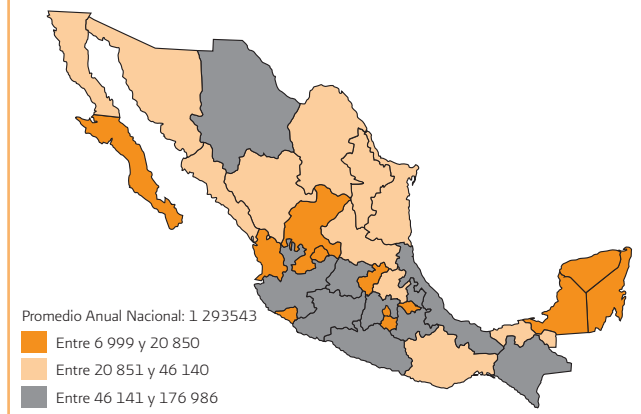 Promedio Anual Nacional: 1 293543
Entre 6 999 y 20 850
Entre 20 851 y 46 140
Entre 46 141 y 176 986